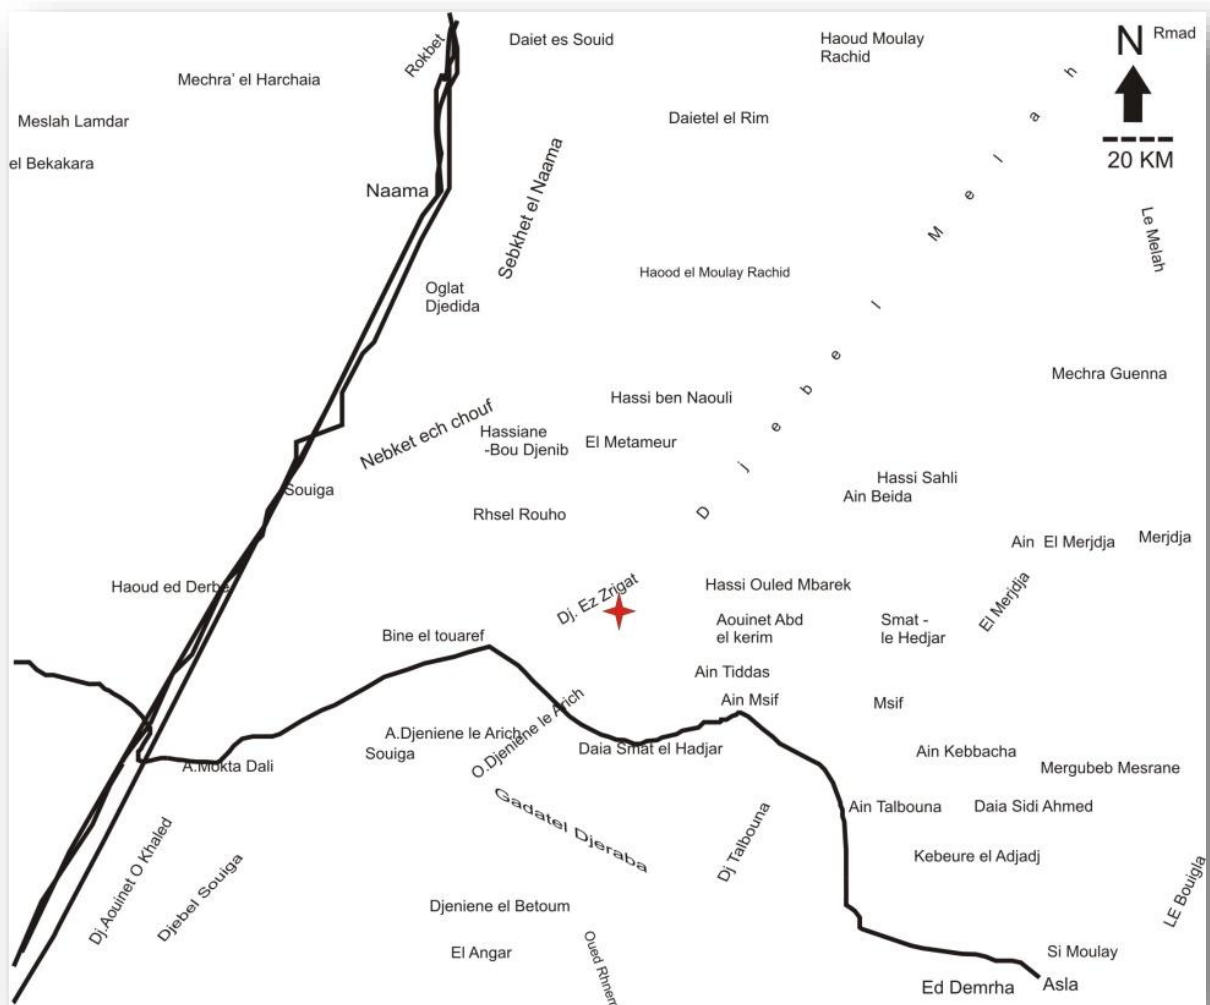 Rokbet
Daiet es Souid
Haoud Moulay
Rachid
N
Rmad
Mechra' el Harchaia
Meslah Lamdar
Daietel el Rim
20 KM
el Bekakara
Naama
Sebkhet el Naama
Djebel Melah
Le Melah
Haood el Moulay Rachid
Oglat
Djedida
Mechra Guenna
Hassi ben Naouli
Nebket ech chouf
Hassiane
-Bou Djenib
El Metameur
Hassi Sahli
Ain Beida
Souiga
Rhsel Rouho
Ain El Merjdja
Merjdja
Haoud ed Derbe
Dj. Ez Zrigat
Hassi Ouled Mbarek
El Merjdja
Aouinet Abd
el kerim
Smat -
le Hedjar
Bine el touaref
Ain Tiddas
Ain Msif
Msif
A.Djeniene le Arich
O.Djeniene le Arich
Souiga
Daia Smat el Hadjar
Ain Kebbacha
A.Mokta Dali
Mergubeb Mesrane
Gadatel Djeraba
Dj Talbouna
Ain Talbouna
Daia Sidi Ahmed
Dj.Aouinet O Khaled
Djebel Souiga
Kebeure el Adjadj
LE Bouigla
Djeniene el Betoum
El Angar
Oued Rhnem
Si Moulay
Ed Demrha
Asla